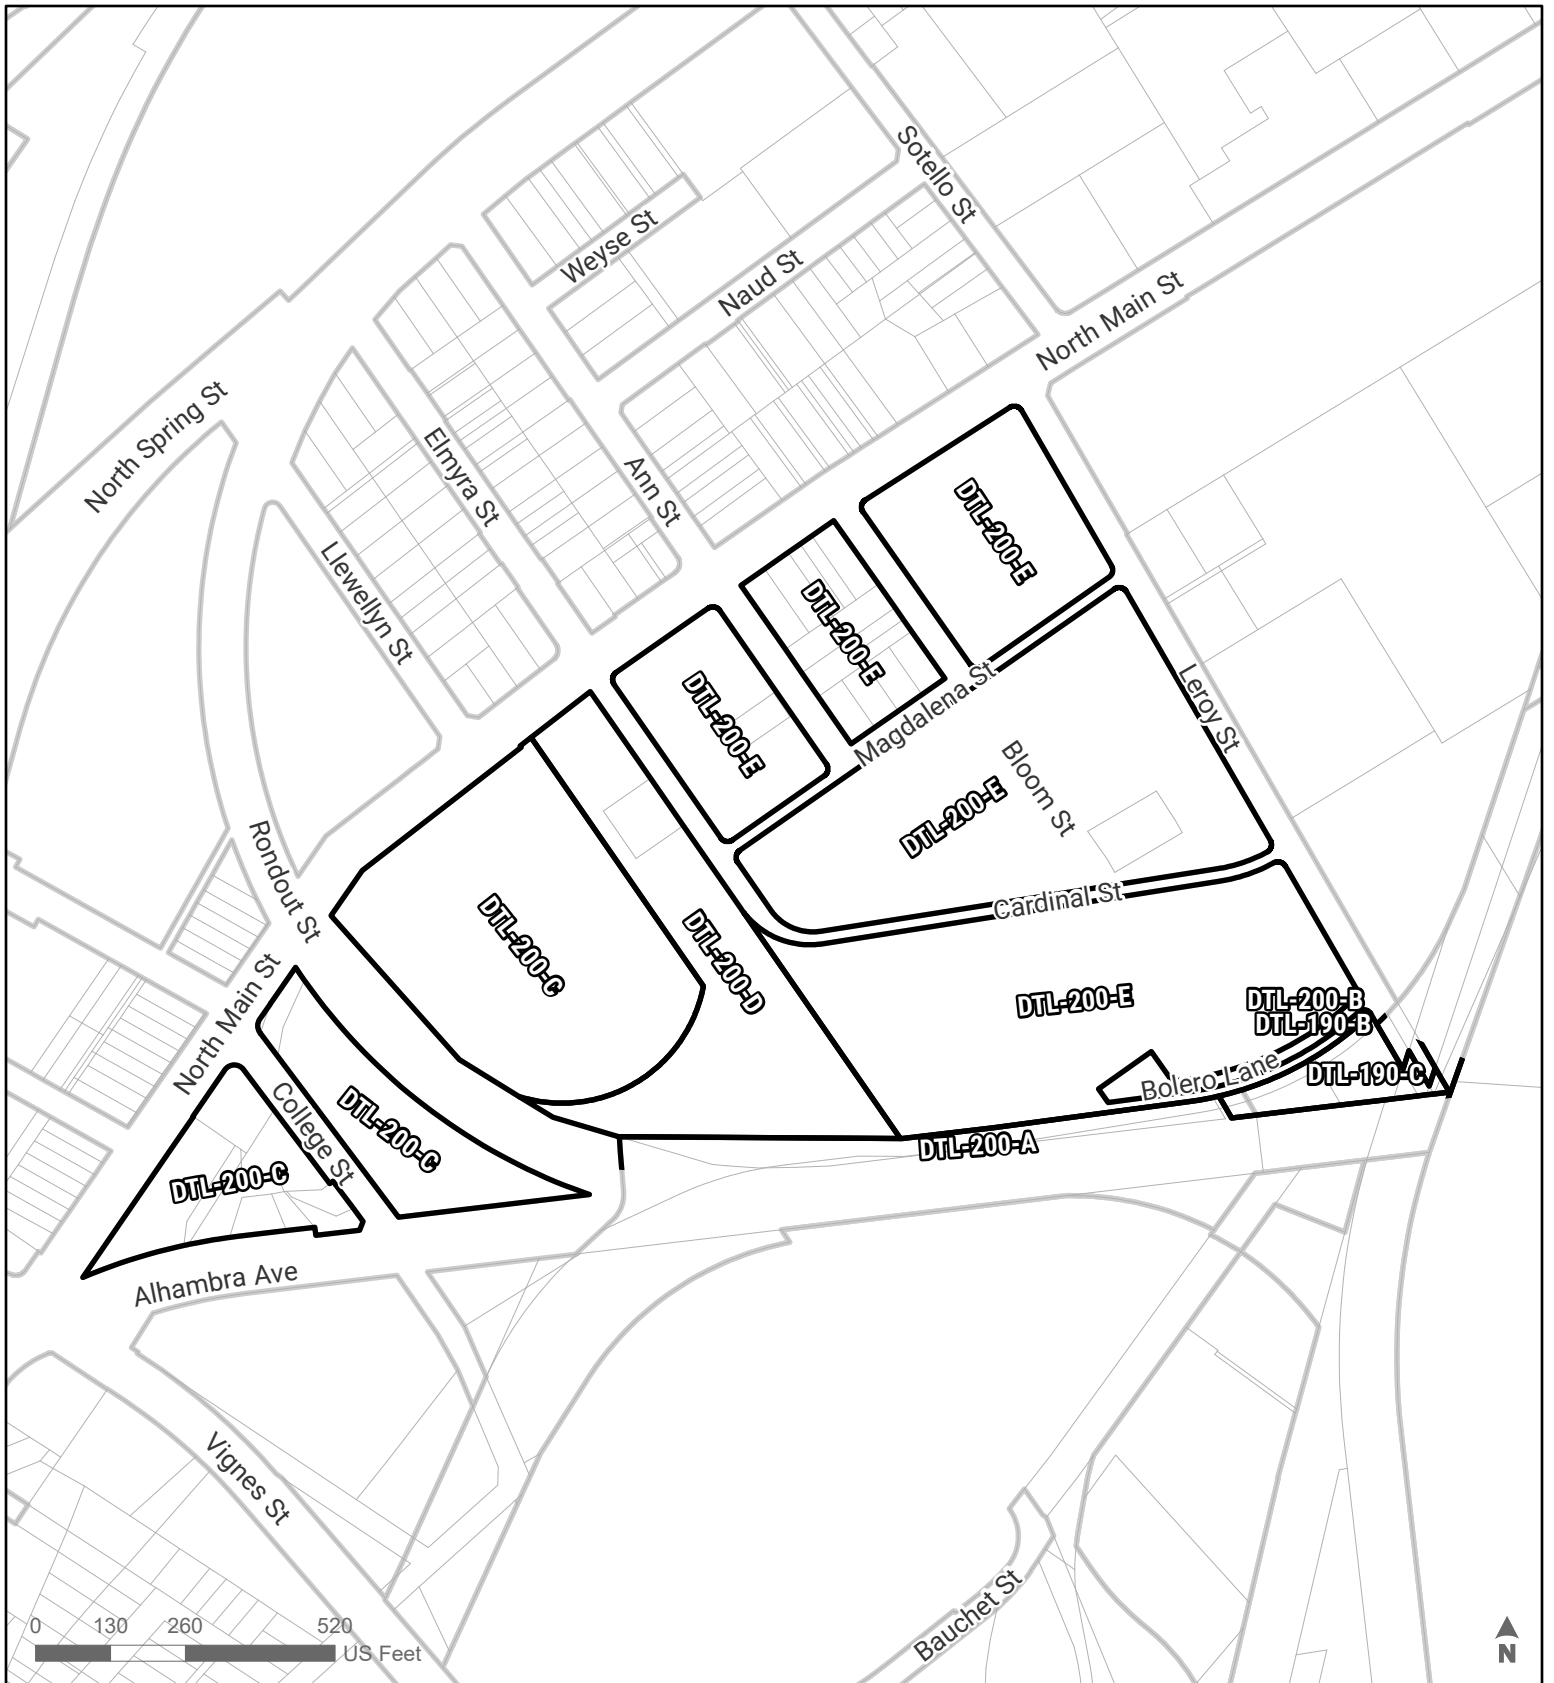 Sotello St
Weyse St
Naud St
North Main St
North Spring St
Elmyra St
Ann St
DTL-200-E
Llewellyn St
DTL-200-E
DTL-200-E
Magdalena St
Leroy St
Bloom St
DTL-200-E
Rondout St
Cardinal St
DTL-200-C
DTL-200-D
DTL-200-E
DTL-200-B
DTL-190-B
North Main St
Bolero Lane
DTL-190-C
College St
DTL-200-C
DTL-200-A
DTL-200-C
Alhambra Ave
Vignes St
Bauchet St
0 130 260 520
US Feet
N